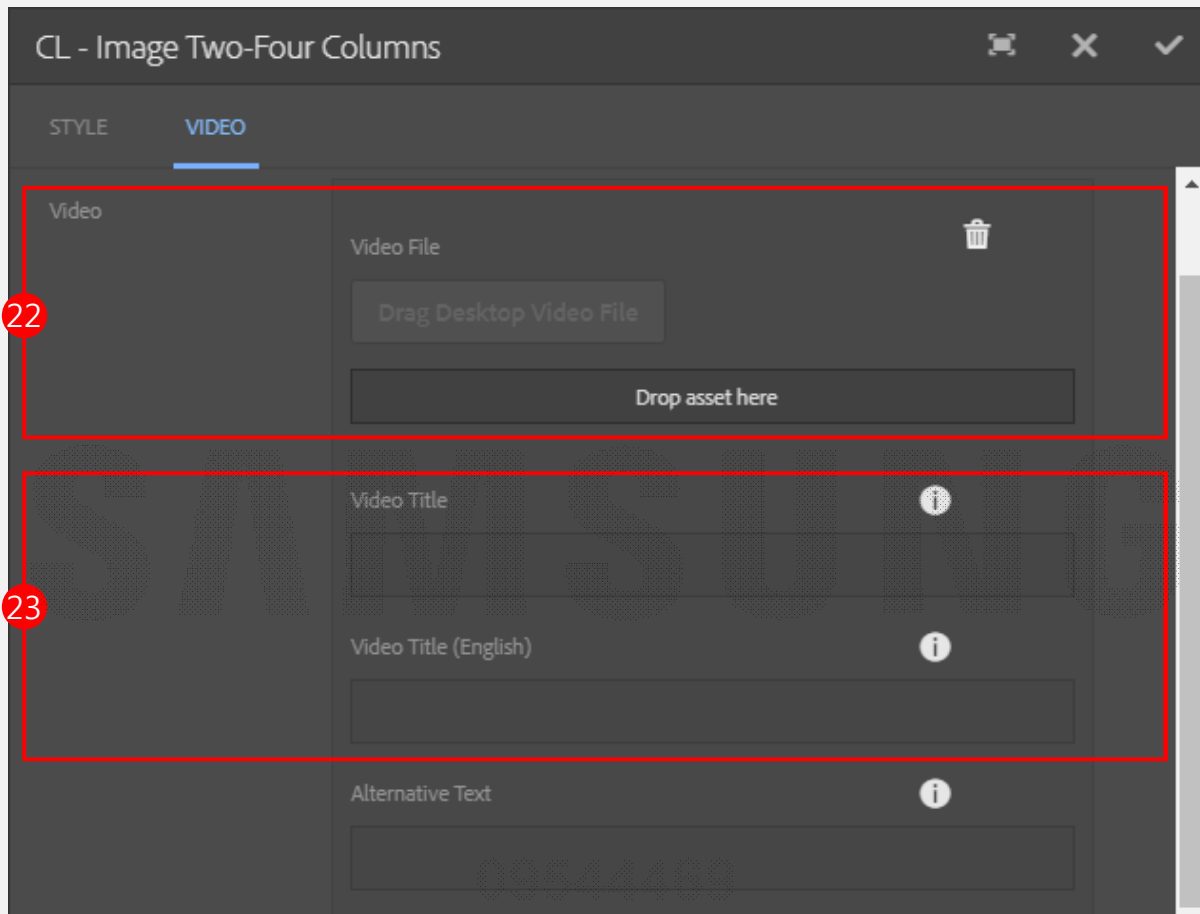 CL - Image Two-Four Columns
STYLE VIDEO
Video
Video File
22
Drag Desktop Video File
Drop asset here
SAMSUNG
Video Title
23
Video Title (English)
Alternative Text